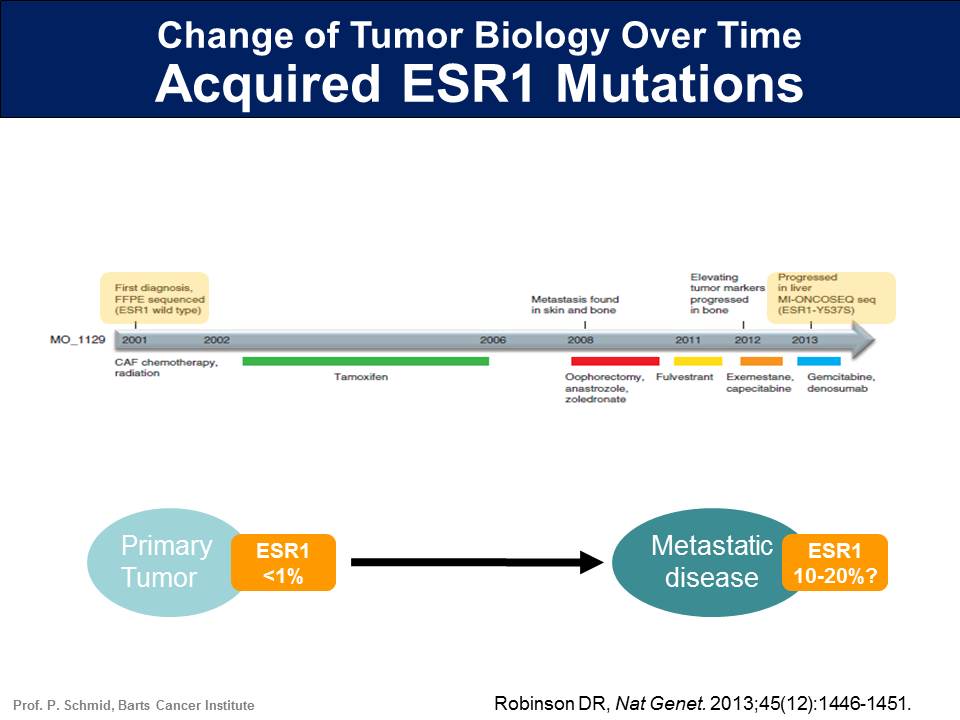 Change of Tumor Biology Over Time
Acquired ESR1 Mutations
First diagnosis,
FFPE sequenced
(ESR1 wild type)
Metastasis found
in skin and bone
Elevating
tumor markers
progressed
in bone
Progressed
in liver
MI-ONCOSEQ seq
(ESR1-Y537S)
MO_1129
2001
2002
2006
2008
2011
2012
2013
CAF chemotherapy,
radiation
Tamoxifen
Oophorectomy,
anastrozole,
zoledronate
Fulvestrant
Exemestane,
capecitabine
Gemcitabine,
denosumab
Primary
Tumor
ESR1
<1%
Metastatic
disease
ESR1
10-20%?
Prof. P. Schmid, Barts Cancer Institute
Robinson DR, Nat Genet. 2013;45(12):1446-1451.